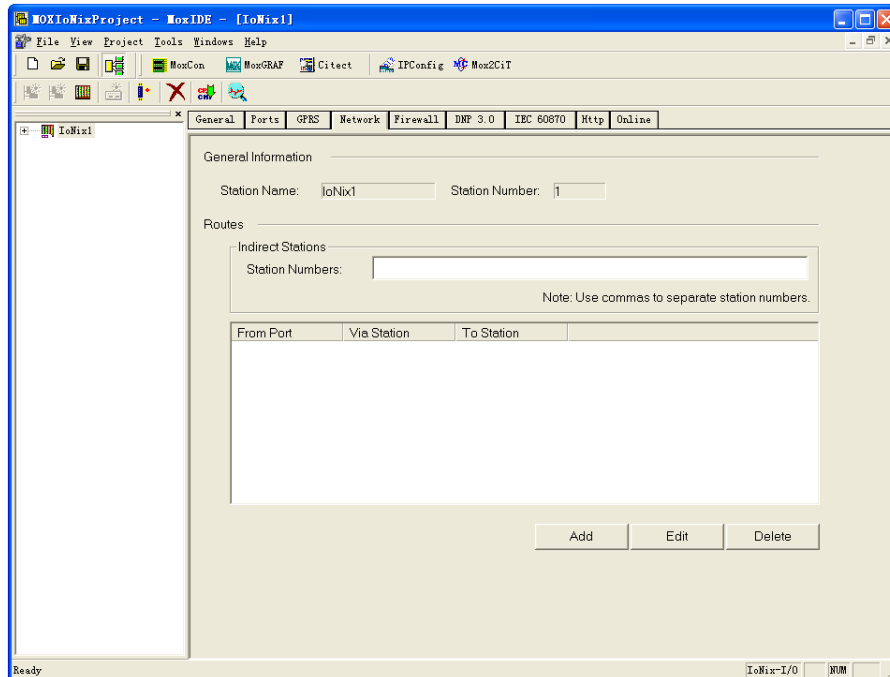 MOXIoNixProject - MoxIDE - [IoNix1]
File View Project Tools Windows Help
MoxCon MoxGRAF Citect IPConfig Mox2CiT
General Ports GPRS Network Firewall DNP 3.0 IEC 60870 Http Online
IoNix1
General Information
Station Name: IoNix1 Station Number: 1
Routes
Indirect Stations
Station Numbers:
Note: Use commas to separate station numbers.
From Port Via Station To Station
Add Edit Delete
Ready IoNix-I/O NUM